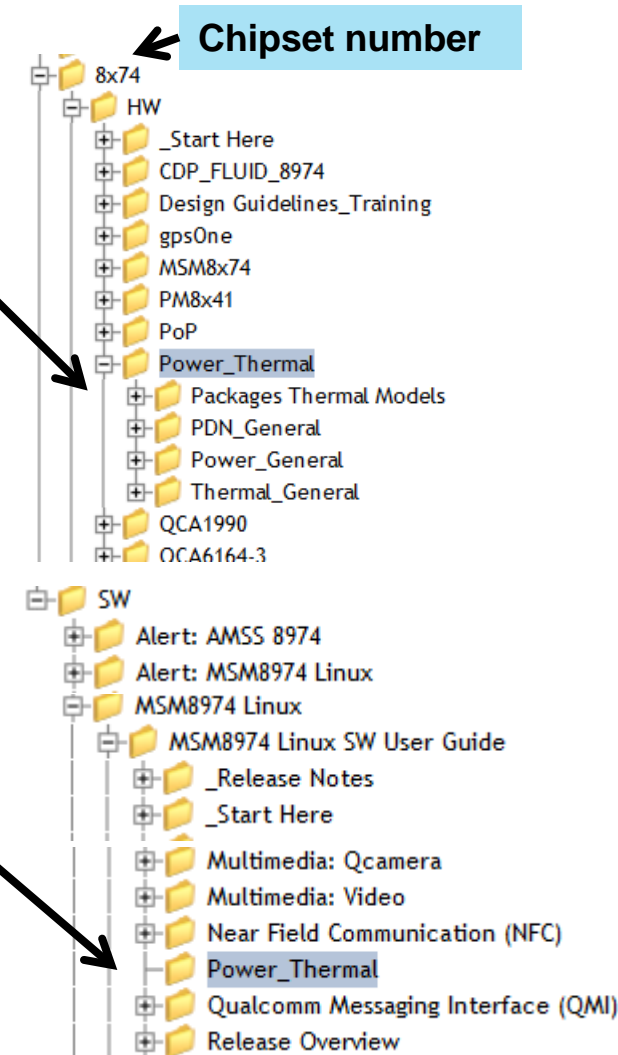 Chipset number
8x74
HW
_Start Here
CDP_FLUID_8974
Design Guidelines_Training
gpsOne
MSM8x74
PM8x41
PoP
Power_Thermal
Packages Thermal Models
PDN_General
Power_General
Thermal_General
QCA1990
QCA6164-3
SW
Alert: AMSS 8974
Alert: MSM8974 Linux
MSM8974 Linux
MSM8974 Linux SW User Guide
_Release Notes
_Start Here
Multimedia: Qcamera
Multimedia: Video
Near Field Communication (NFC)
Power_Thermal
Qualcomm Messaging Interface (QMI)
Release Overview